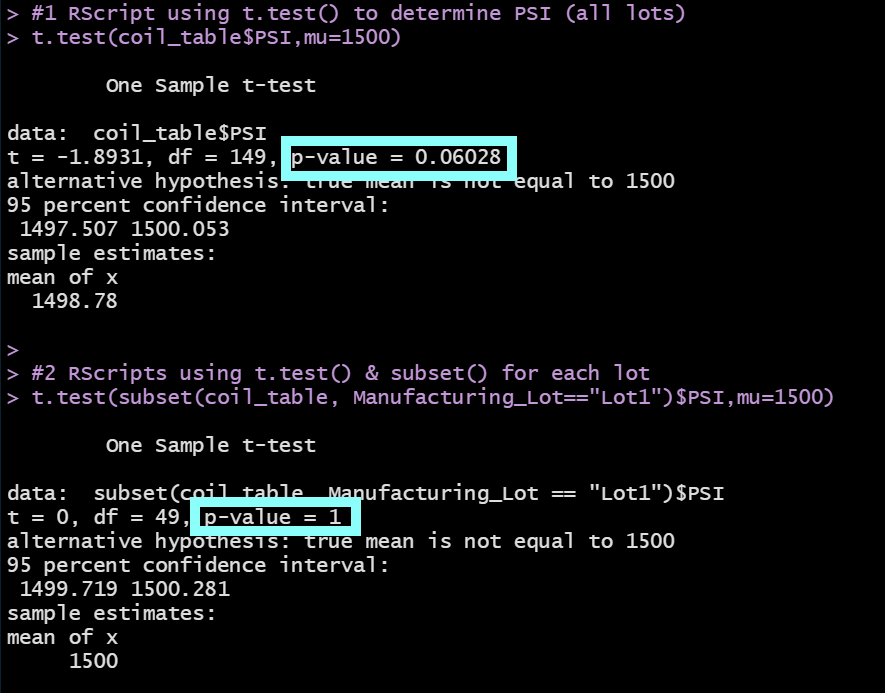 > #1 RScript using t.test() to determine PSI (all lots)
> t.test(coil_table$PSI,mu=1500)
One Sample t-test
data:  coil_table$PSI
t = -1.8931, df = 149, p-value = 0.06028
alternative hypothesis: true mean is not equal to 1500
95 percent confidence interval:
1497.507 1500.053
sample estimates:
mean of x
1498.78
>
> #2 RScripts using t.test() & subset() for each lot
> t.test(subset(coil_table, Manufacturing_Lot=="Lot1")$PSI,mu=1500)
One Sample t-test
data:  subset(coil_table, Manufacturing_Lot == "Lot1")$PSI
t = 0, df = 49, p-value = 1
alternative hypothesis: true mean is not equal to 1500
95 percent confidence interval:
1499.719 1500.281
sample estimates:
mean of x
1500